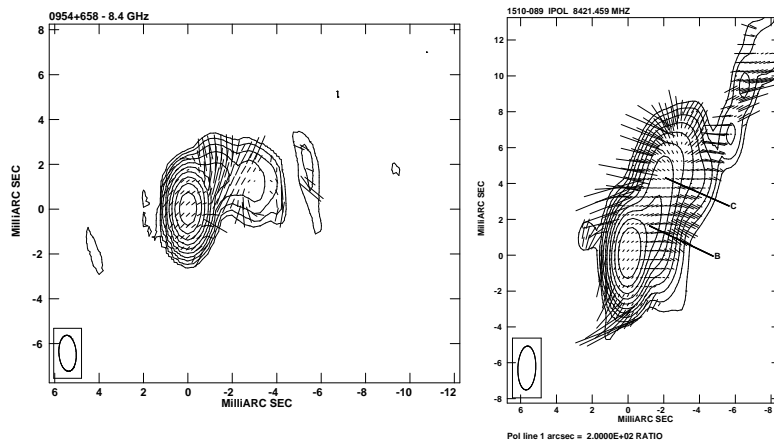 0954+658 - 8.4 GHz
8
6
4
2
0
-2
-4
-6
MilliARC SEC
6 4 2 0 -2 -4 -6 -8 -10 -12
MilliARC SEC
1510-089 IPOL 8421.459 MHZ
12
10
8
6
4
2
0
-2
-4
-6
-8
MilliARC SEC
C
B
6 4 2 0 -2 -4 -6 -8
MilliARC SEC
Pol line 1 arcsec = 2.0000E+02 RATIO